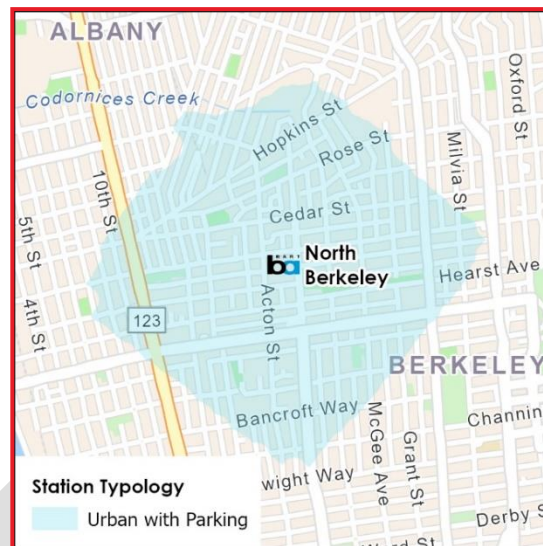 ALBANY
Codornices Creek
Hopkins St
Rose St
Oxford St
Milvia St
10th St
5th St
4th St
Cedar St
ba
North
Berkeley
Hearst Ave
123
Acton St
BERKELEY
Bancroft Way
McGee Ave
Grant St
Channin
wight Way
Derby S
Station Typology
Urban with Parking